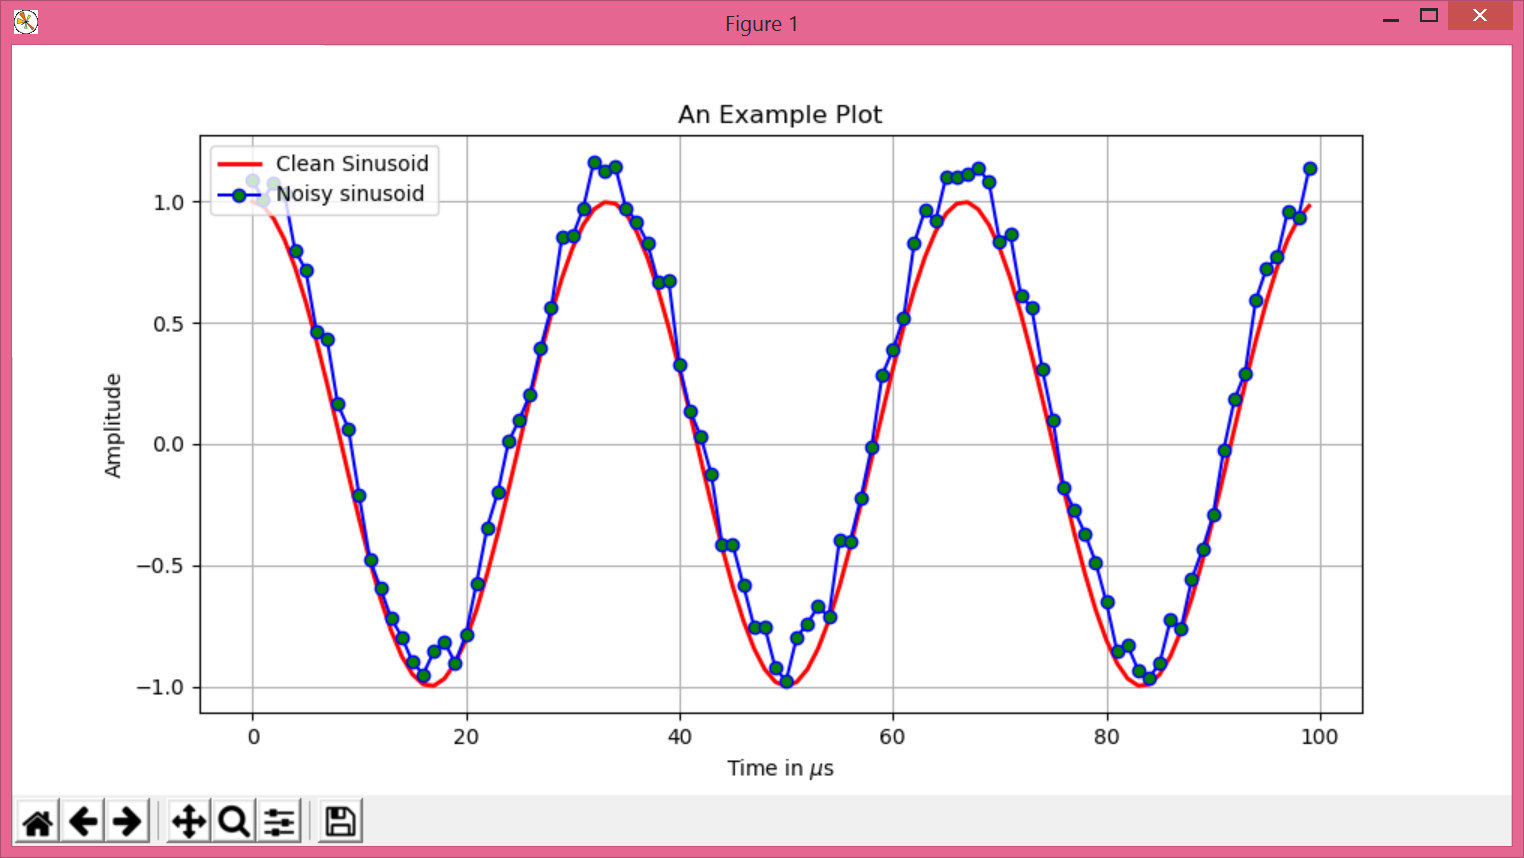 Figure 1
An Example Plot
Clean Sinusoid
Noisy sinusoid
1.0
0.5
0.0
−0.5
−1.0
Amplitude
0 20 40 60 80 100
Time in μs